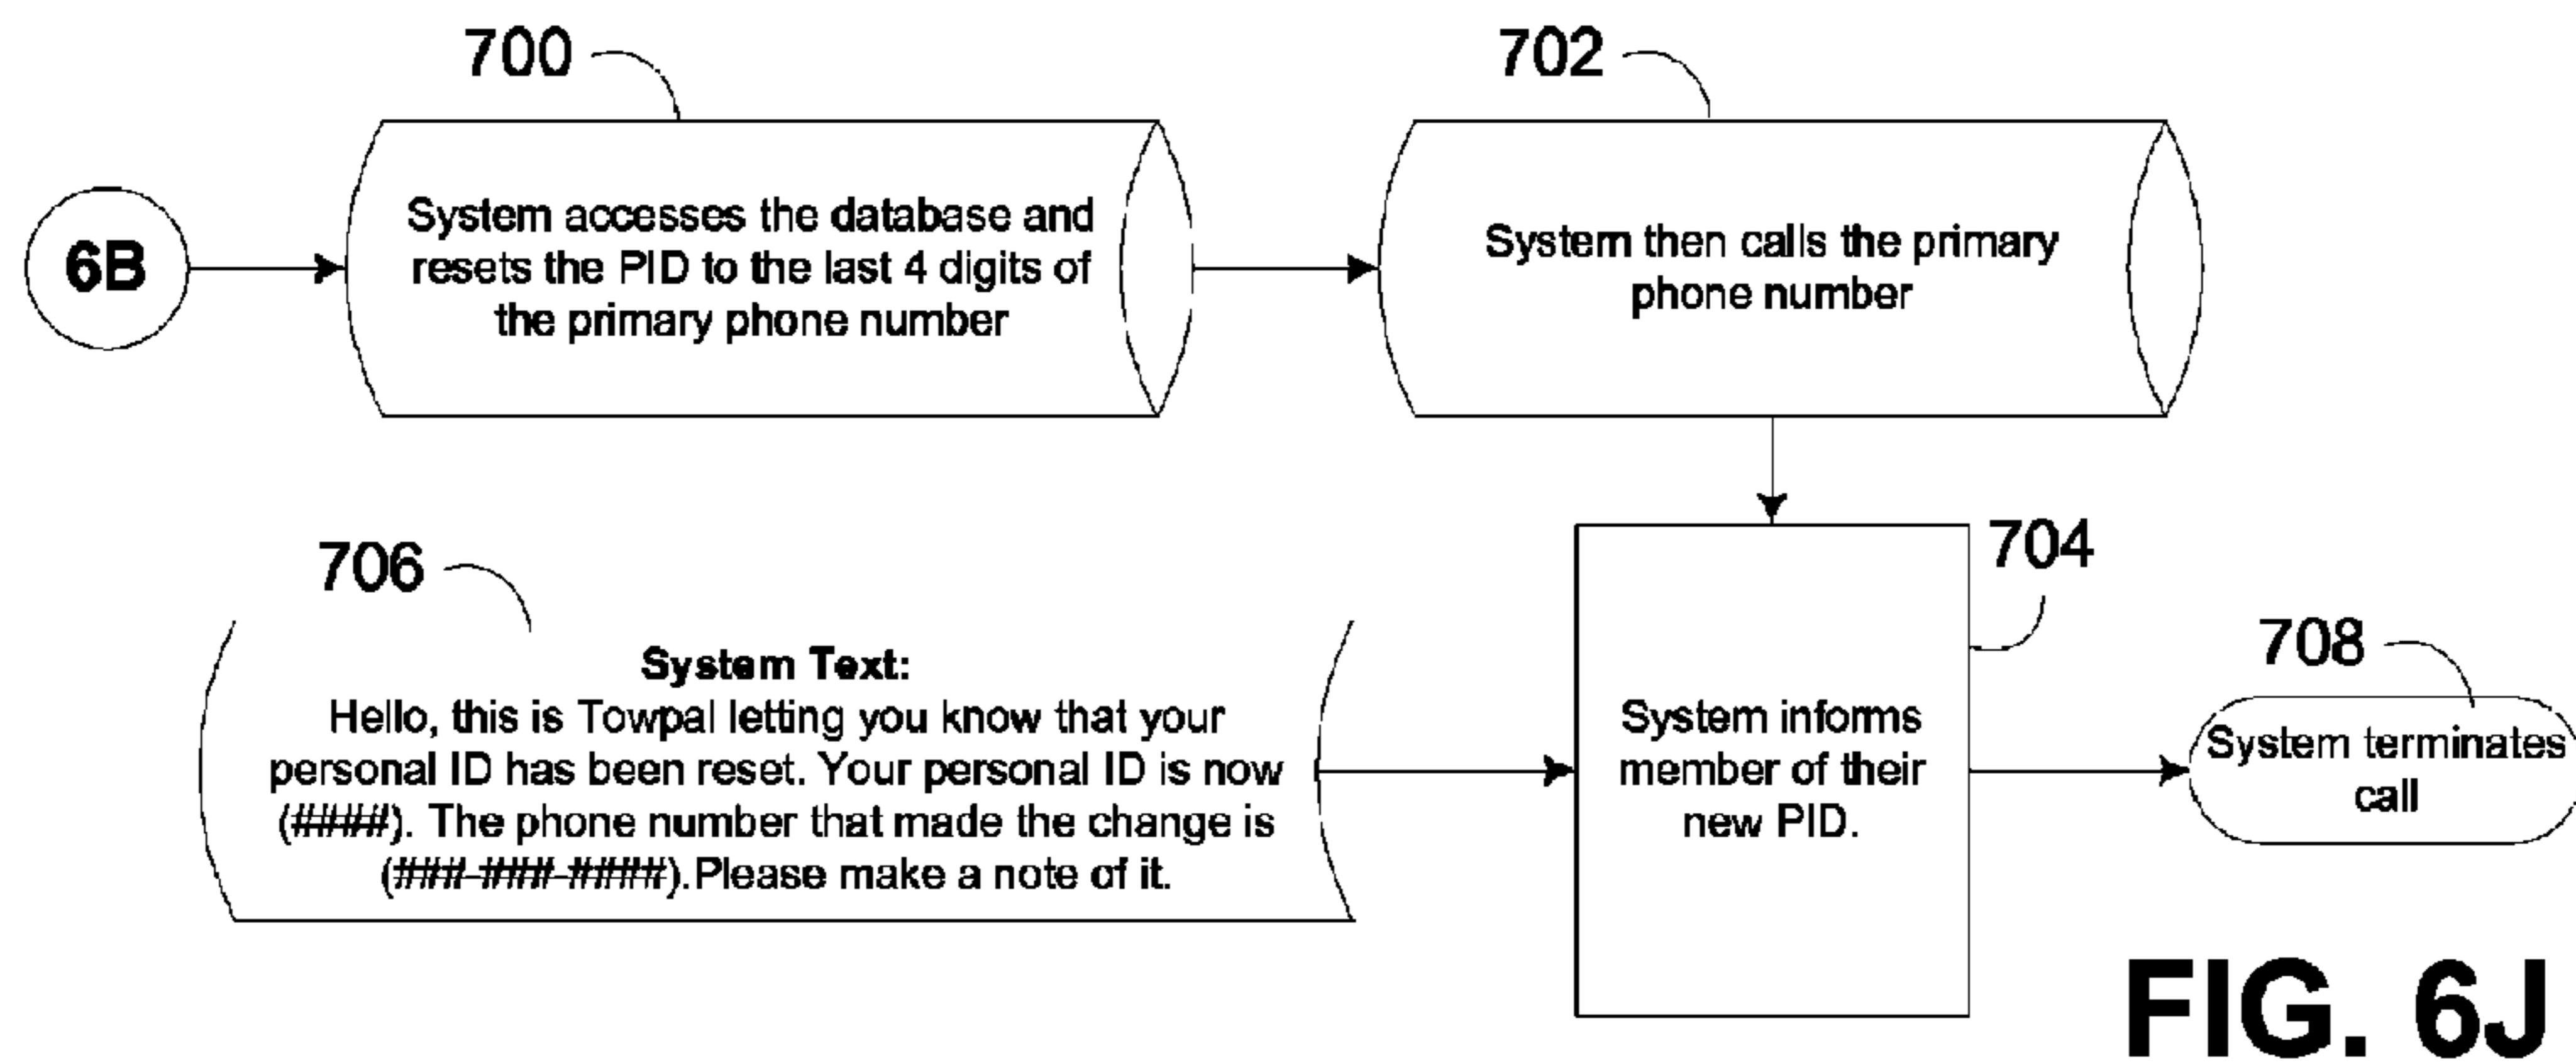 700
702
6B
System accesses the database and
resets the PID to the last 4 digits of
the primary phone number
System then calls the primary
phone number
706
704
708
System Text:
Hello, this is Towpal letting you know that your
personal ID has been reset. Your personal ID is now
(####). The phone number that made the change is
(###-###-####).Please make a note of it.
System informs
member of their
new PID.
System terminates
call
FIG. 6J